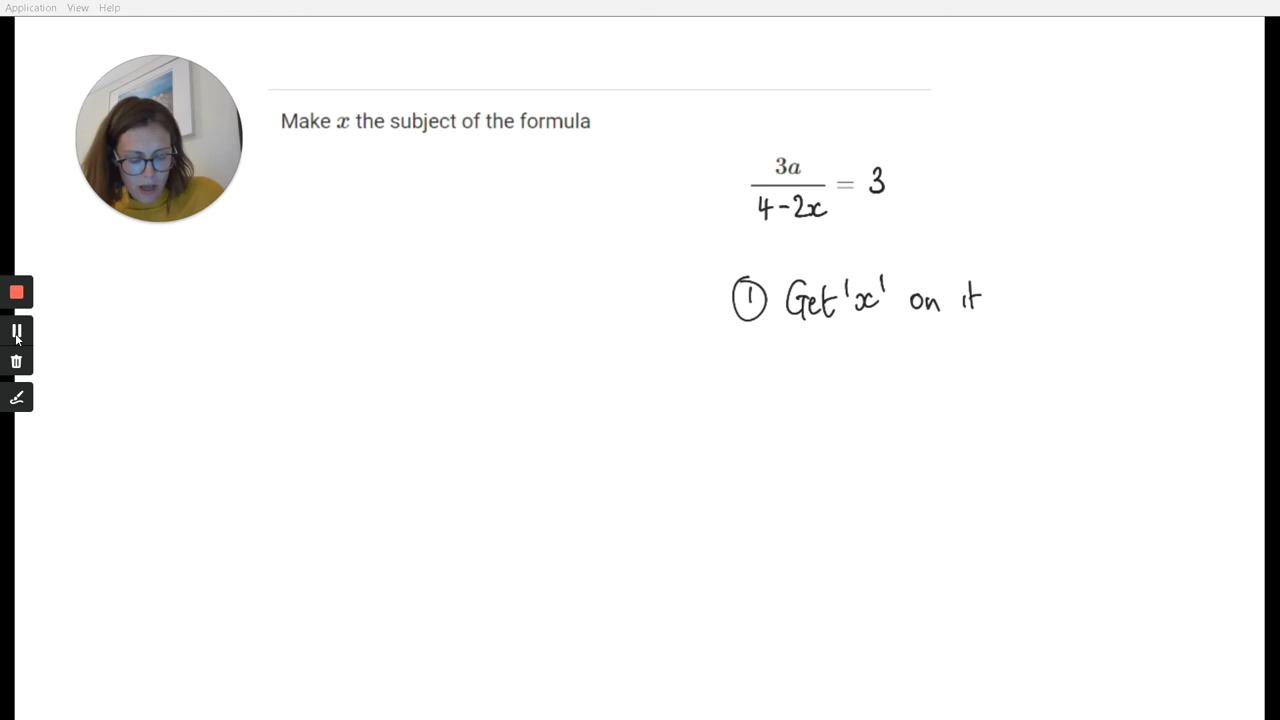 Application View Help
Make x the subject of the formula
3a
4-2x
= 3
① Get 'x' on it